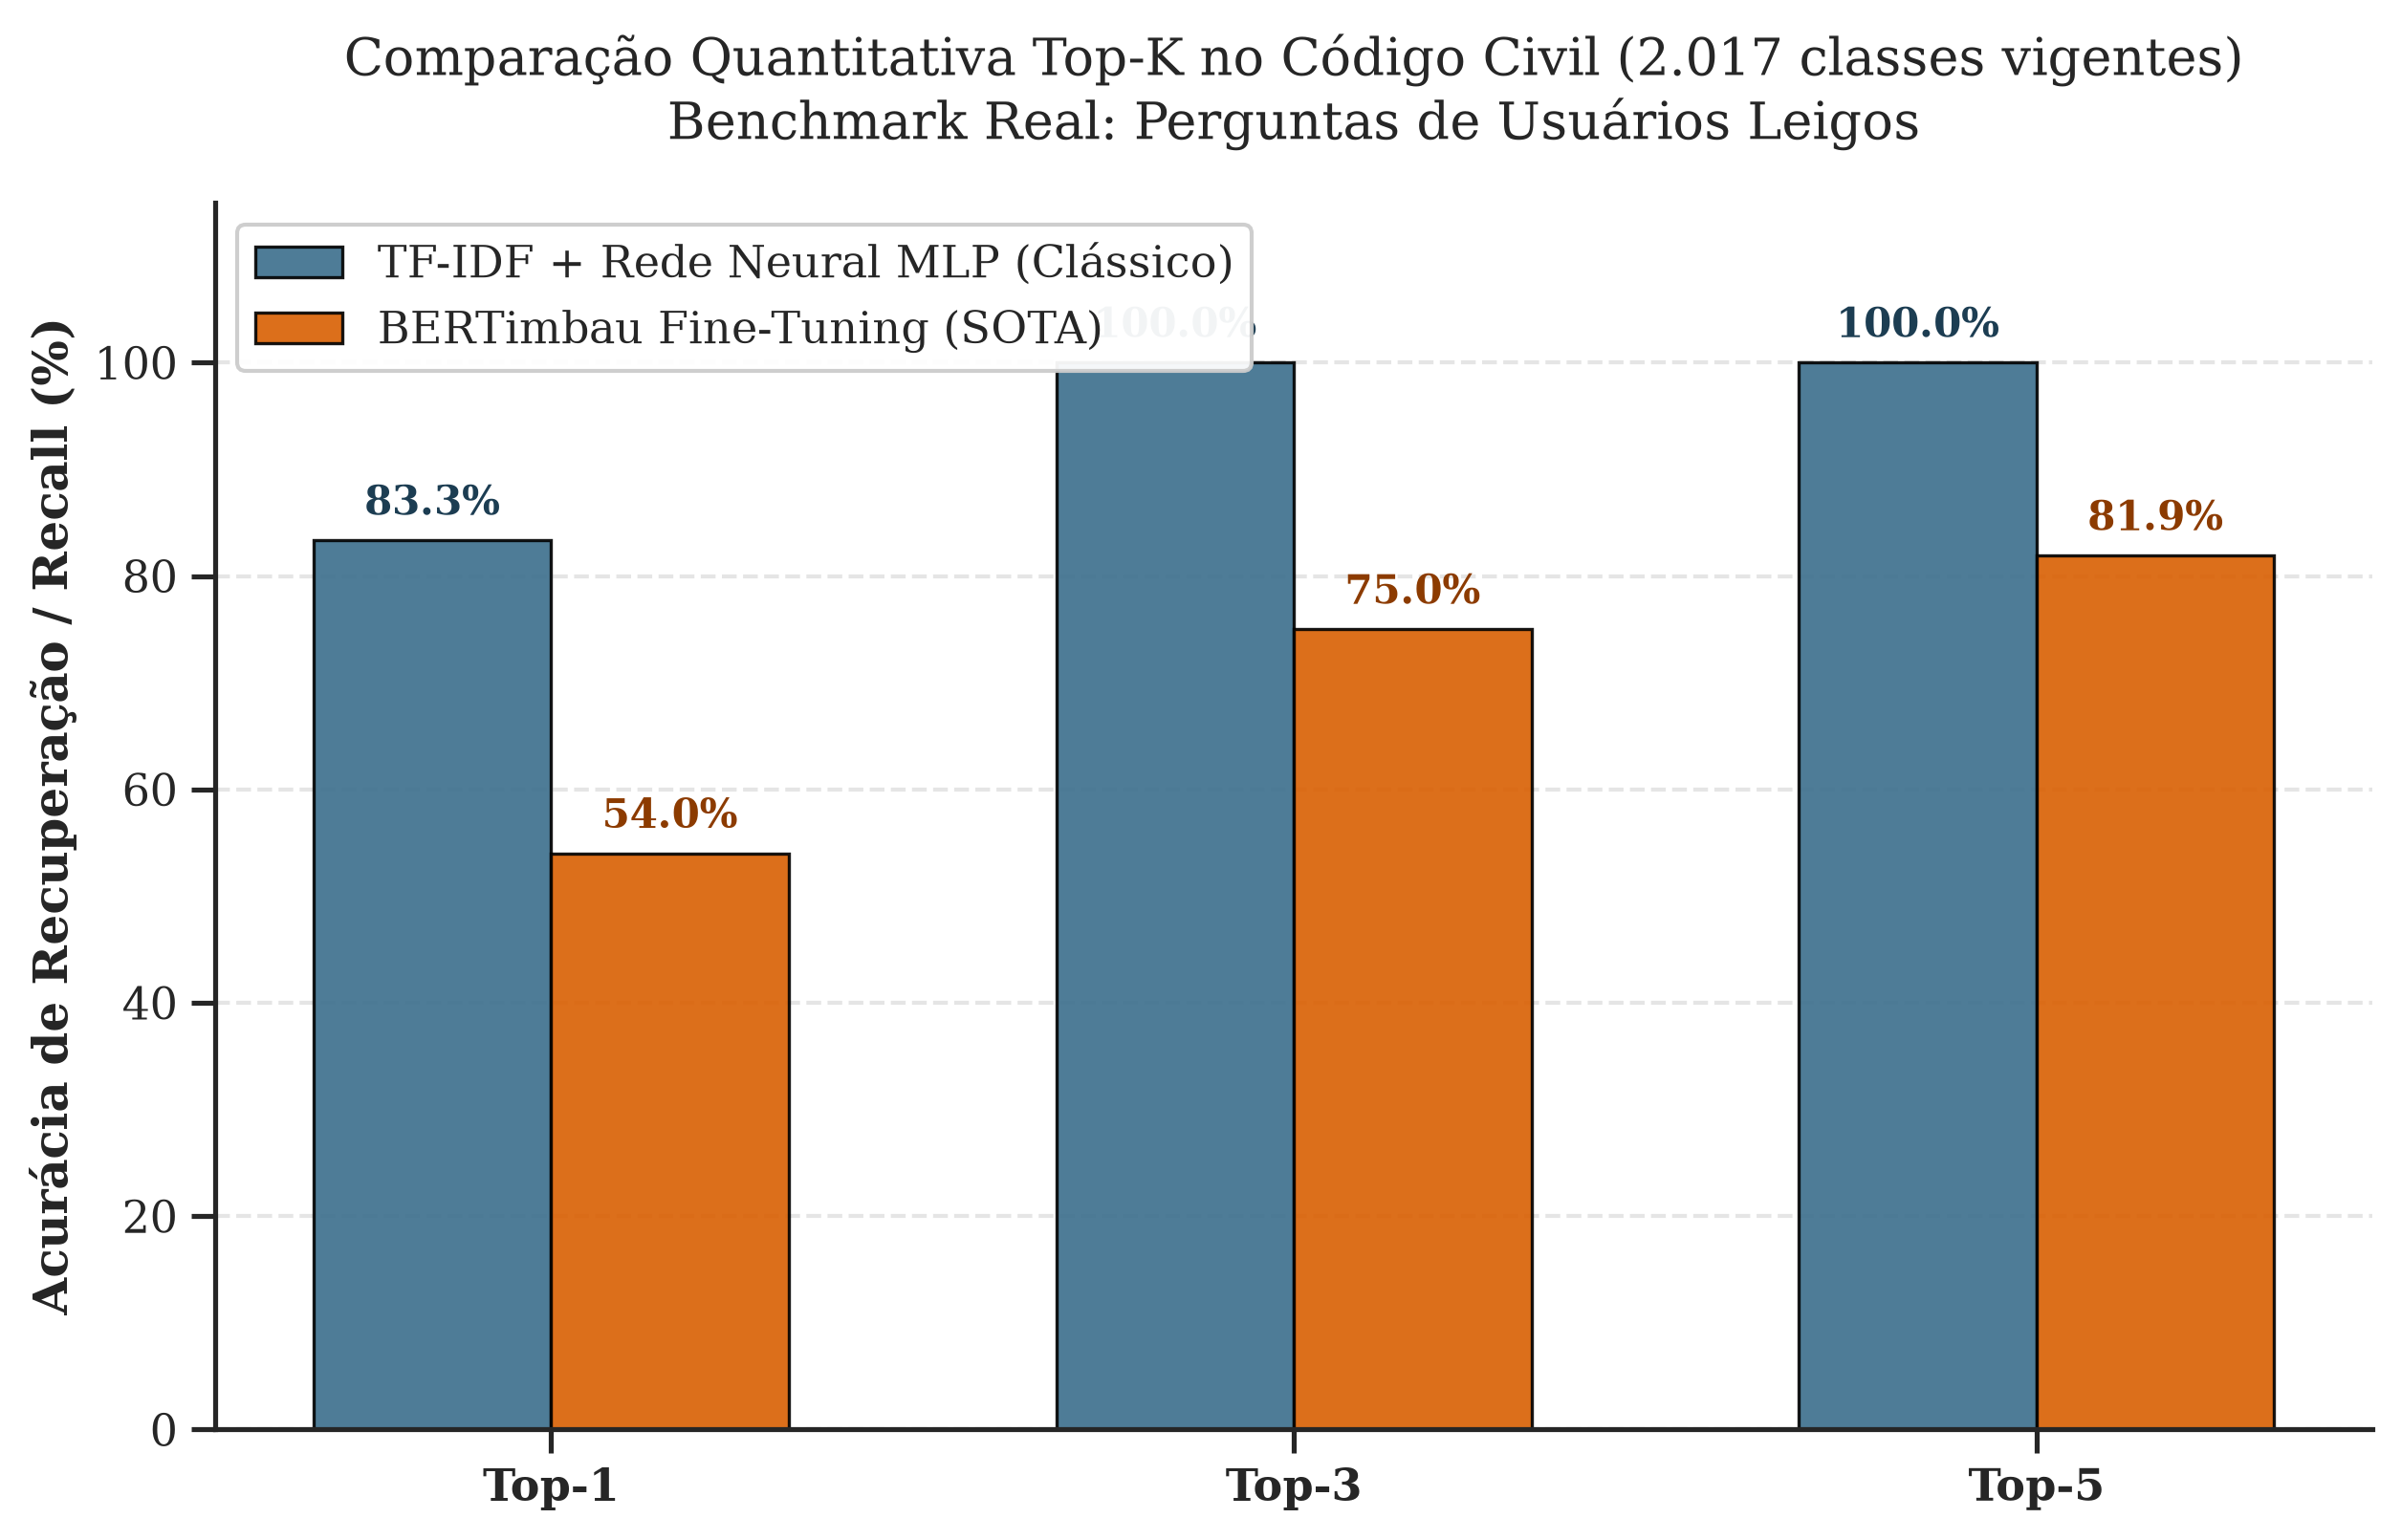 Comparação Quantitativa Top-K no Código Civil (2.017 classes vigentes)
Benchmark Real: Perguntas de Usuários Leigos
TF-IDF + Rede Neural MLP (Clássico)
BERTimbau Fine-Tuning (SOTA)
Acurácia de Recuperação / Recall (%)
100
80
60
40
20
0
83.3%
54.0%
100.0%
75.0%
100.0%
81.9%
Top-1
Top-3
Top-5